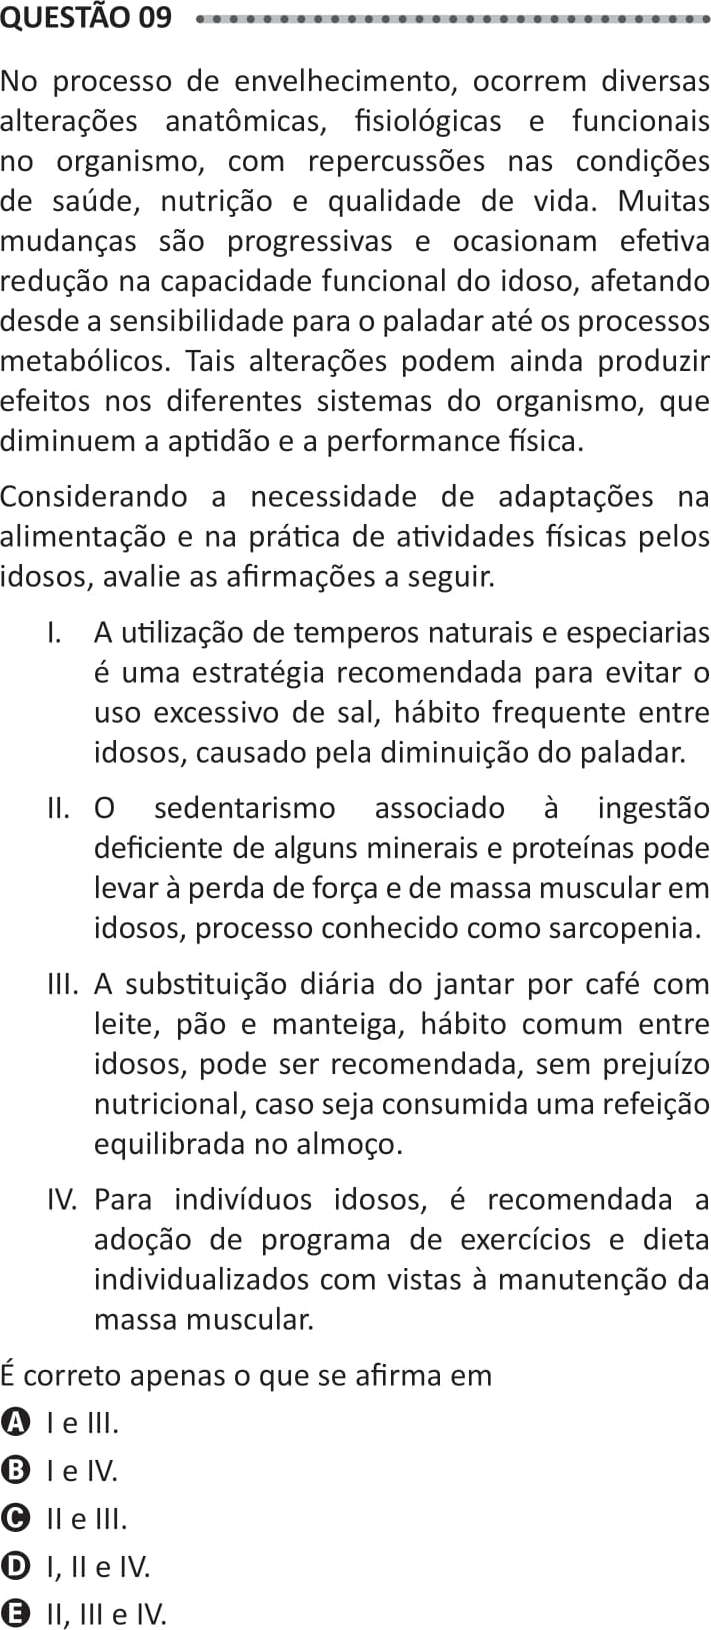 QUESTÃO 09
No processo de envelhecimento, ocorrem diversas
alterações anatômicas, fisiológicas e funcionais
no organismo, com repercussões nas condições
de saúde, nutrição e qualidade de vida. Muitas
mudanças são progressivas e ocasionam efetiva
redução na capacidade funcional do idoso, afetando
desde a sensibilidade para o paladar até os processos
metabólicos. Tais alterações podem ainda produzir
efeitos nos diferentes sistemas do organismo, que
diminuem a aptidão e a performance física.
Considerando a necessidade de adaptações na
alimentação e na prática de atividades físicas pelos
idosos, avalie as afirmações a seguir.
I. A utilização de temperos naturais e especiarias
é uma estratégia recomendada para evitar o
uso excessivo de sal, hábito frequente entre
idosos, causado pela diminuição do paladar.
II. O sedentarismo associado à ingestão
deficiente de alguns minerais e proteínas pode
levar à perda de força e de massa muscular em
idosos, processo conhecido como sarcopenia.
III. A substituição diária do jantar por café com
leite, pão e manteiga, hábito comum entre
idosos, pode ser recomendada, sem prejuízo
nutricional, caso seja consumida uma refeição
equilibrada no almoço.
IV. Para indivíduos idosos, é recomendada a
adoção de programa de exercícios e dieta
individualizados com vistas à manutenção da
massa muscular.
É correto apenas o que se afirma em
A I e III.
B I e IV.
C II e III.
D I, II e IV.
E II, III e IV.